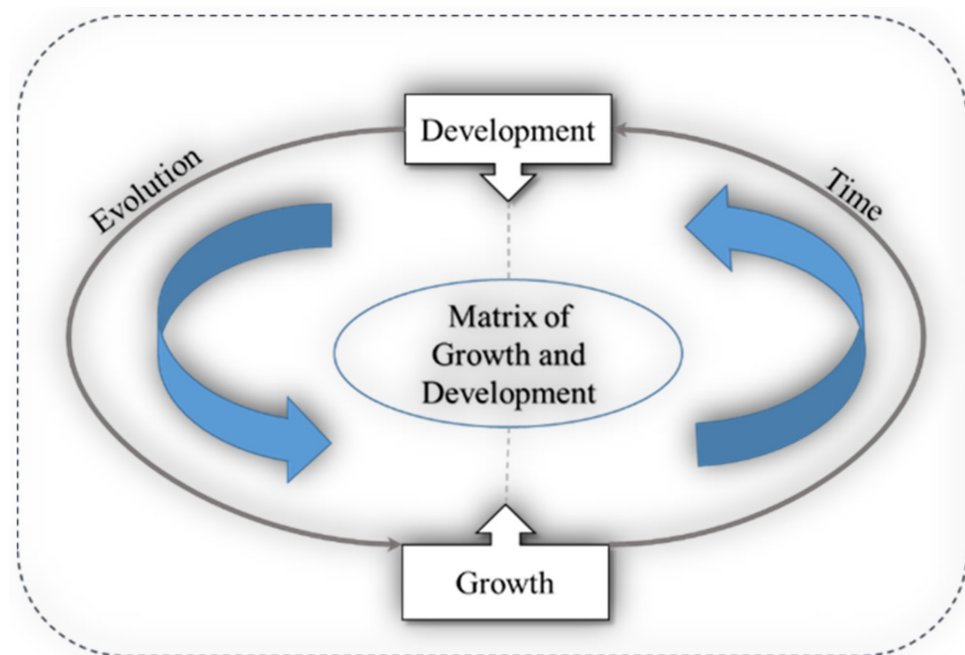 Development
Evolution
Time
Matrix of
Growth and
Development
Growth